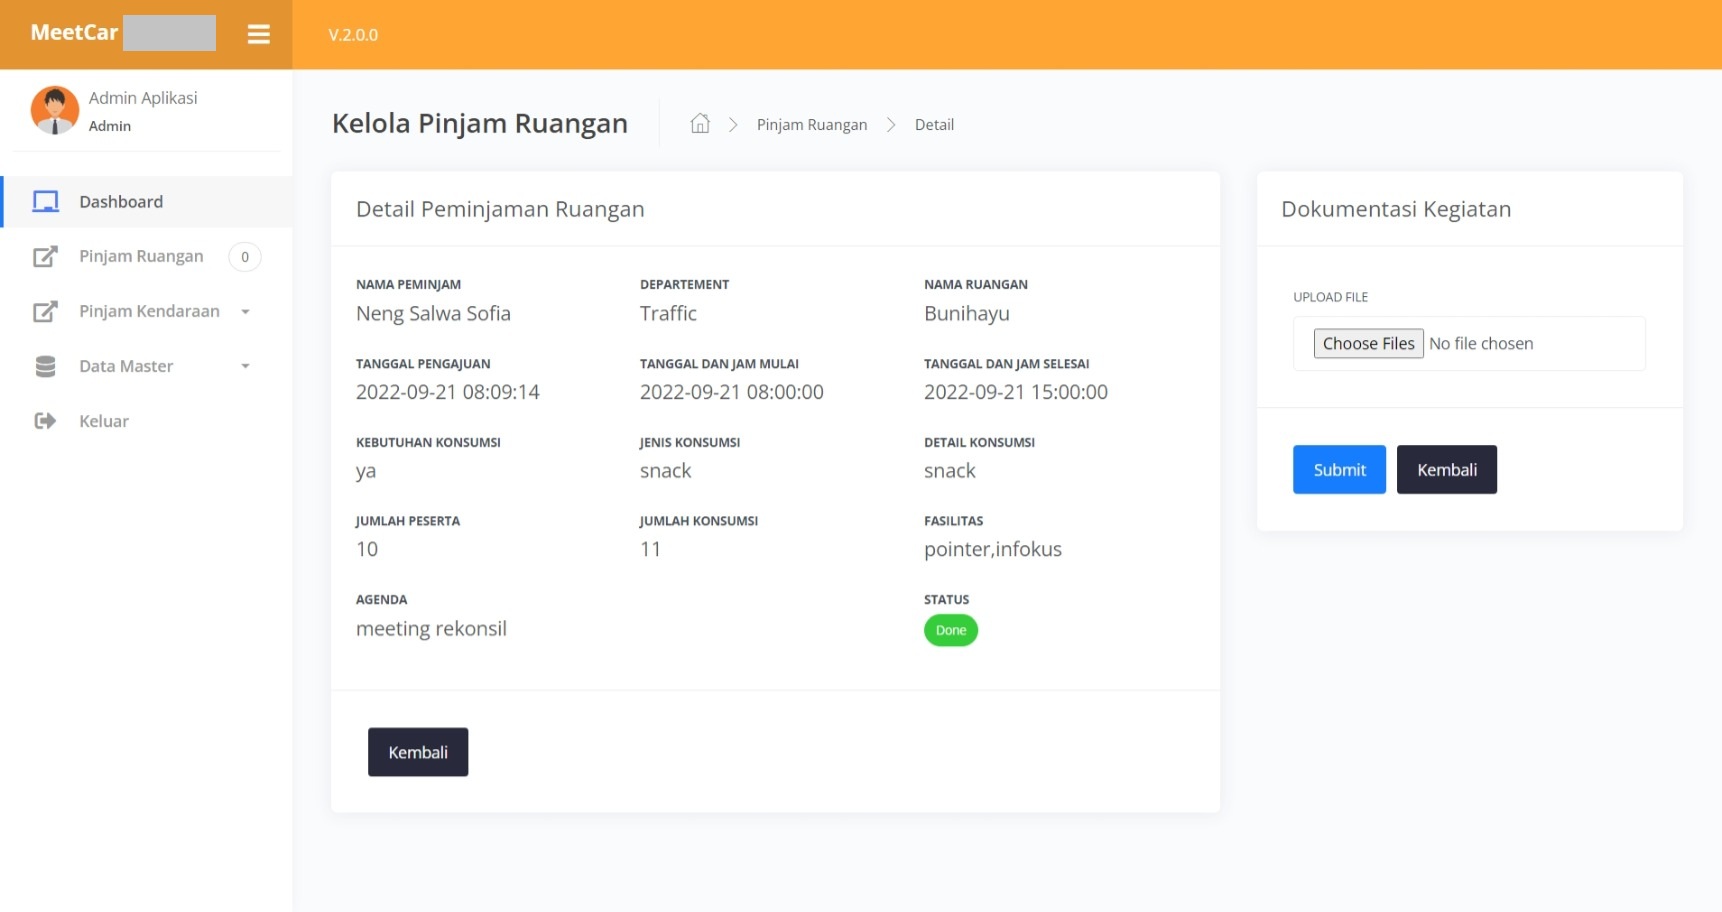 MeetCar
V.2.0.0
Admin Aplikasi
Admin
Dashboard
Pinjam Ruangan 0
Pinjam Kendaraan
Data Master
Keluar
Kelola Pinjam Ruangan
Pinjam Ruangan
Detail
Detail Peminjaman Ruangan
NAMA PEMINJAM
Neng Salwa Sofia
DEPARTEMENT
Traffic
NAMA RUANGAN
Bunihayu
TANGGAL PENGAJUAN
2022-09-21 08:09:14
TANGGAL DAN JAM MULAI
2022-09-21 08:00:00
TANGGAL DAN JAM SELESAI
2022-09-21 15:00:00
KEBUTUHAN KONSUMSI
ya
JENIS KONSUMSI
snack
DETAIL KONSUMSI
snack
JUMLAH PESERTA
10
JUMLAH KONSUMSI
11
FASILITAS
pointer,infokus
AGENDA
meeting rekonsil
STATUS
Done
Kembali
Dokumentasi Kegiatan
UPLOAD FILE
Choose Files No file chosen
Submit
Kembali